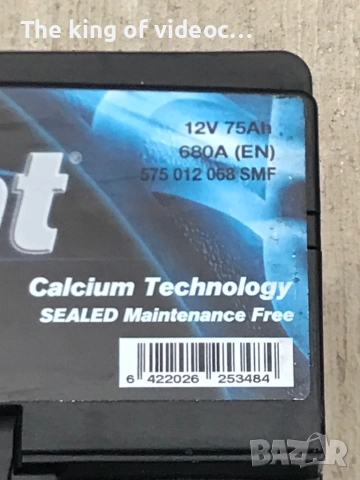 The king of videoc...
12V 75Ah
680A (EN)
575 012 068 SMF
nt®
Calcium Technology
SEALED Maintenance Free
6 422026 253484
BAZAR